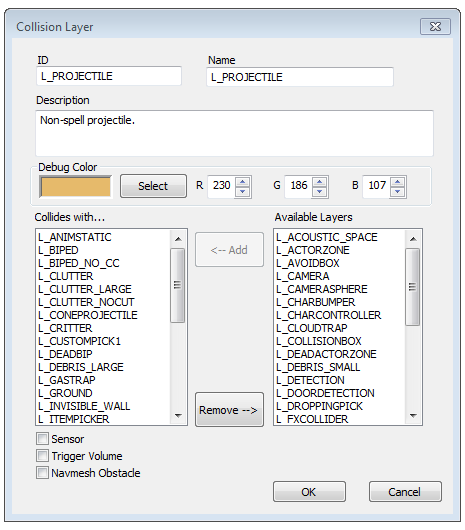 Collision Layer
ID Name
L_PROJECTILE L_PROJECTILE
Description
Non-spell projectile.
Debug Color
Select R 230 G 186 B 107
Collides with... Available Layers
L_ANIMSTATIC
L_BIPED
L_BIPED_NO_CC
L_CLUTTER
L_CLUTTER_LARGE
L_CLUTTER_NOCUT
L_CONEPROJECTILE
L_CRITTER
L_CUSTOMPICK1
L_DEADBIP
L_DEBRIS_LARGE
L_GASTRAP
L_GROUND
L_INVISIBLE_WALL
L_ITEMPICKER
<-- Add
Remove -->
L_ACOUSTIC_SPACE
L_ACTORZONE
L_AVOIDBOX
L_CAMERA
L_CAMERASPHERE
L_CHARBUMPER
L_CHARCONTROLLER
L_CLOUDTRAP
L_COLLISIONBOX
L_DEADACTORZONE
L_DEBRIS_SMALL
L_DETECTION
L_DOORDETECTION
L_DROPPINGPICK
L_FXCOLLIDER
Sensor
Trigger Volume
Navmesh Obstacle
OK Cancel